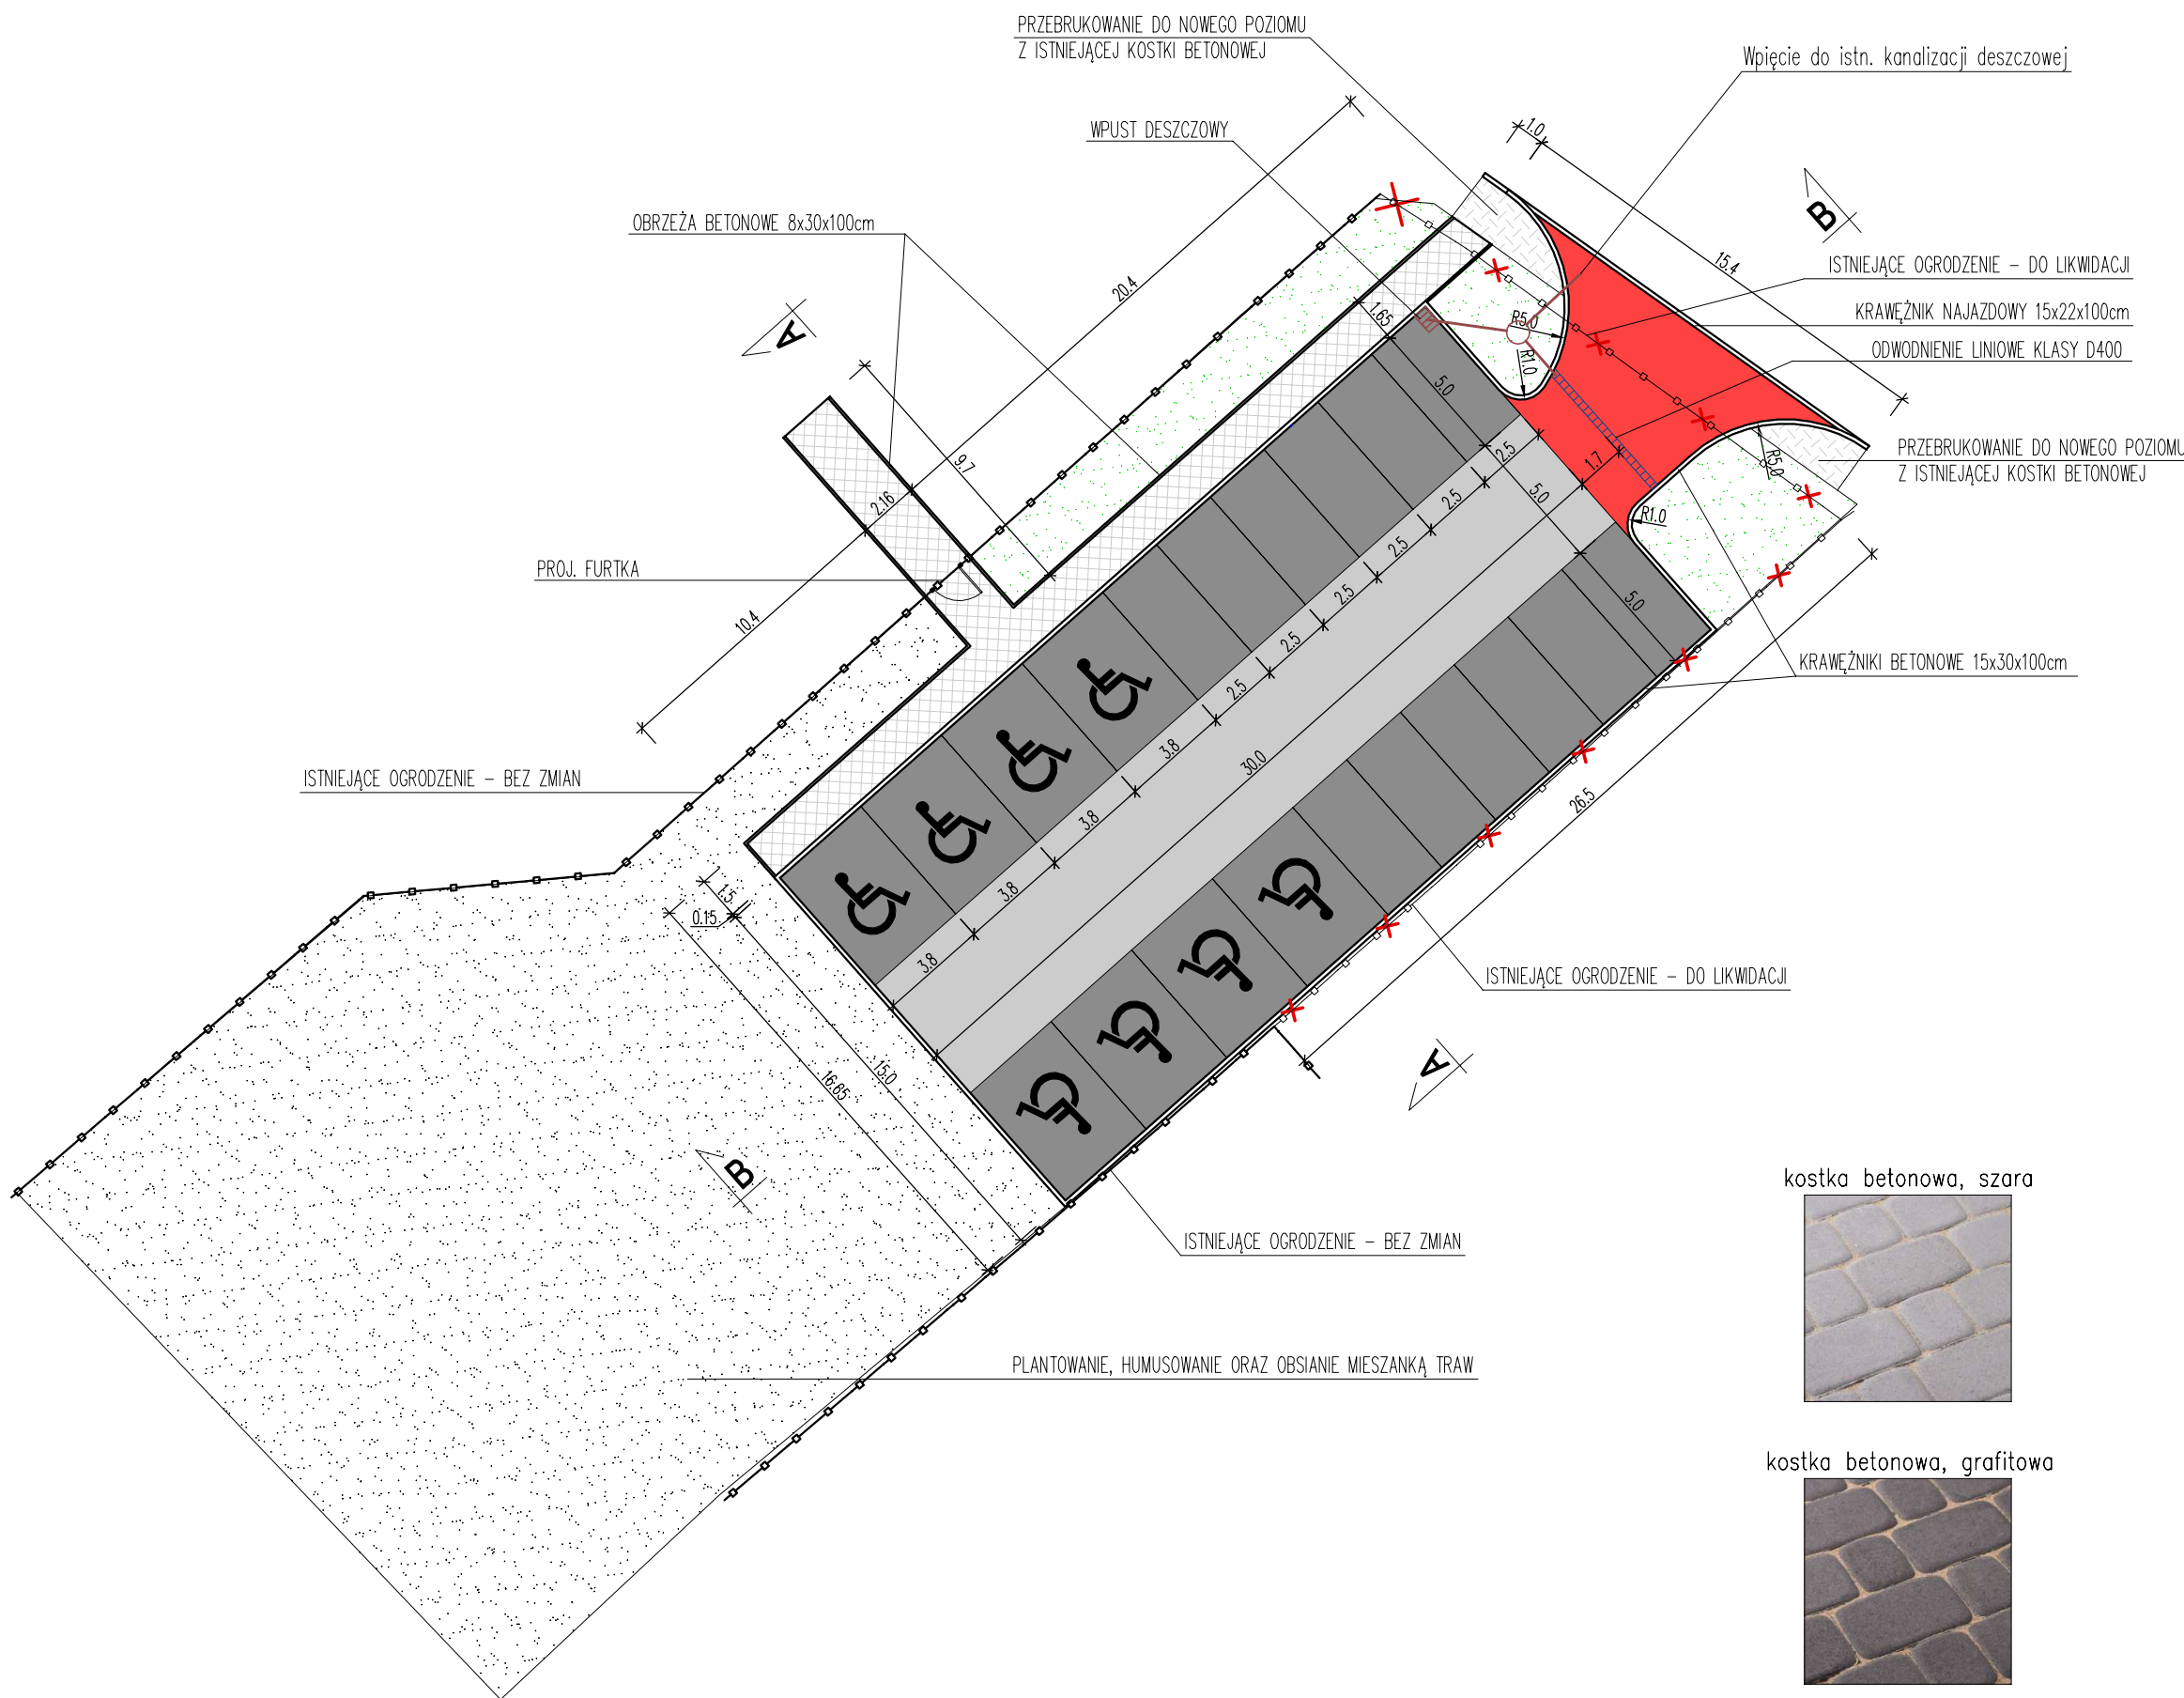 PRZEBRUKOWANIE DO NOWEGO POZIOMU
Z ISTNIEJĄCEJ KOSTKI BETONOWEJ
Wpięcie do istn. kanalizacji deszczowej
WPUST DESZCZOWY
1.0
B
OBRZEŻA BETONOWE 8x30x100cm
15.4
ISTNIEJĄCE OGRODZENIE – DO LIKWIDACJI
20.4
KRAWĘŻNIK NAJAZDOWY 15x22x100cm
A
1.65
R5.0
ODWODNIENIE LINIOWE KLASY D400
R1.0
5.0
PRZEBRUKOWANIE DO NOWEGO POZIOMU
Z ISTNIEJĄCEJ KOSTKI BETONOWEJ
9.7
2.5
1.7
R5.0
2.16
2.5
5.0
R1.0
PROJ. FURTKA
2.5
2.5
5.0
10.4
2.5
2.5
KRAWĘŻNIKI BETONOWE 15x30x100cm
3.8
30.0
ISTNIEJĄCE OGRODZENIE – BEZ ZMIAN
26.5
3.8
3.8
1.5
0.15
3.8
ISTNIEJĄCE OGRODZENIE – DO LIKWIDACJI
A
16.65
15.0
B
kostka betonowa, szara
ISTNIEJĄCE OGRODZENIE – BEZ ZMIAN
PLANTOWANIE, HUMUSOWANIE ORAZ OBSIANIE MIESZANKĄ TRAW
kostka betonowa, grafitowa